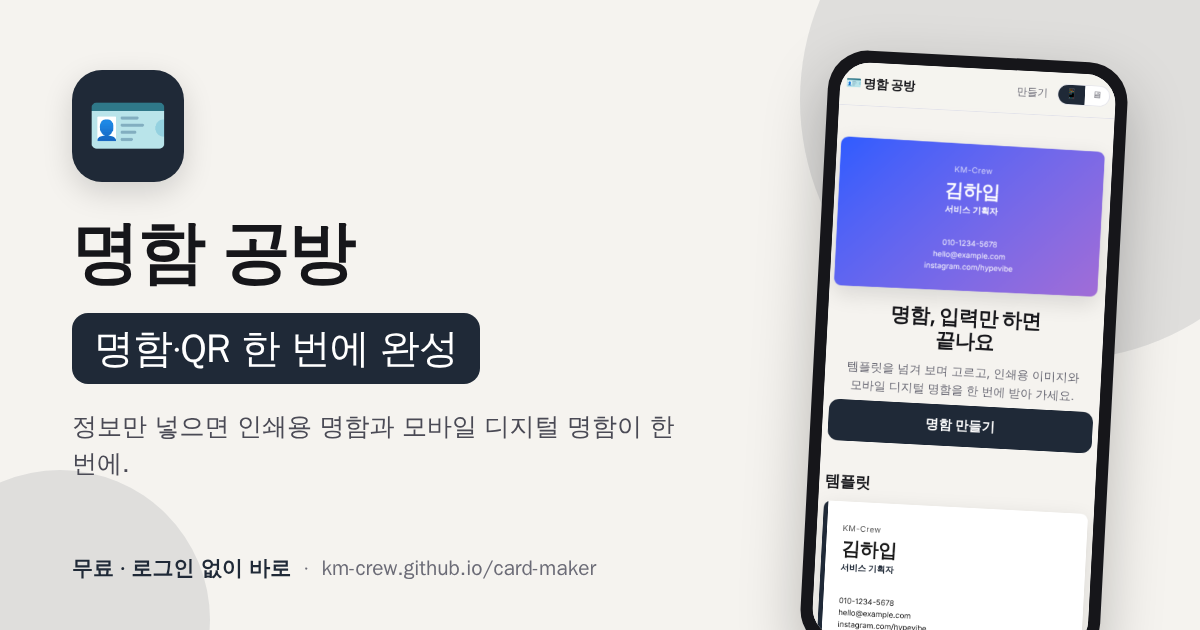 명함 공방
명함·QR 한 번에 완성
정보만 넣으면 인쇄용 명함과 모바일 디지털 명함이 한
번에.
무료 · 로그인 없이 바로 · km-crew.github.io/card-maker
명함 공방 만들기
KM-Crew
김하입
서비스 기획자
010-1234-5678
hello@example.com
instagram.com/hypevibe
명함, 입력만 하면
끝나요
템플릿을 넘겨 보며 고르고, 인쇄용 이미지와
모바일 디지털 명함을 한 번에 받아 가세요.
명함 만들기
템플릿
KM-Crew
김하입
서비스 기획자
010-1234-5678
hello@example.com
instagram.com/hypevibe